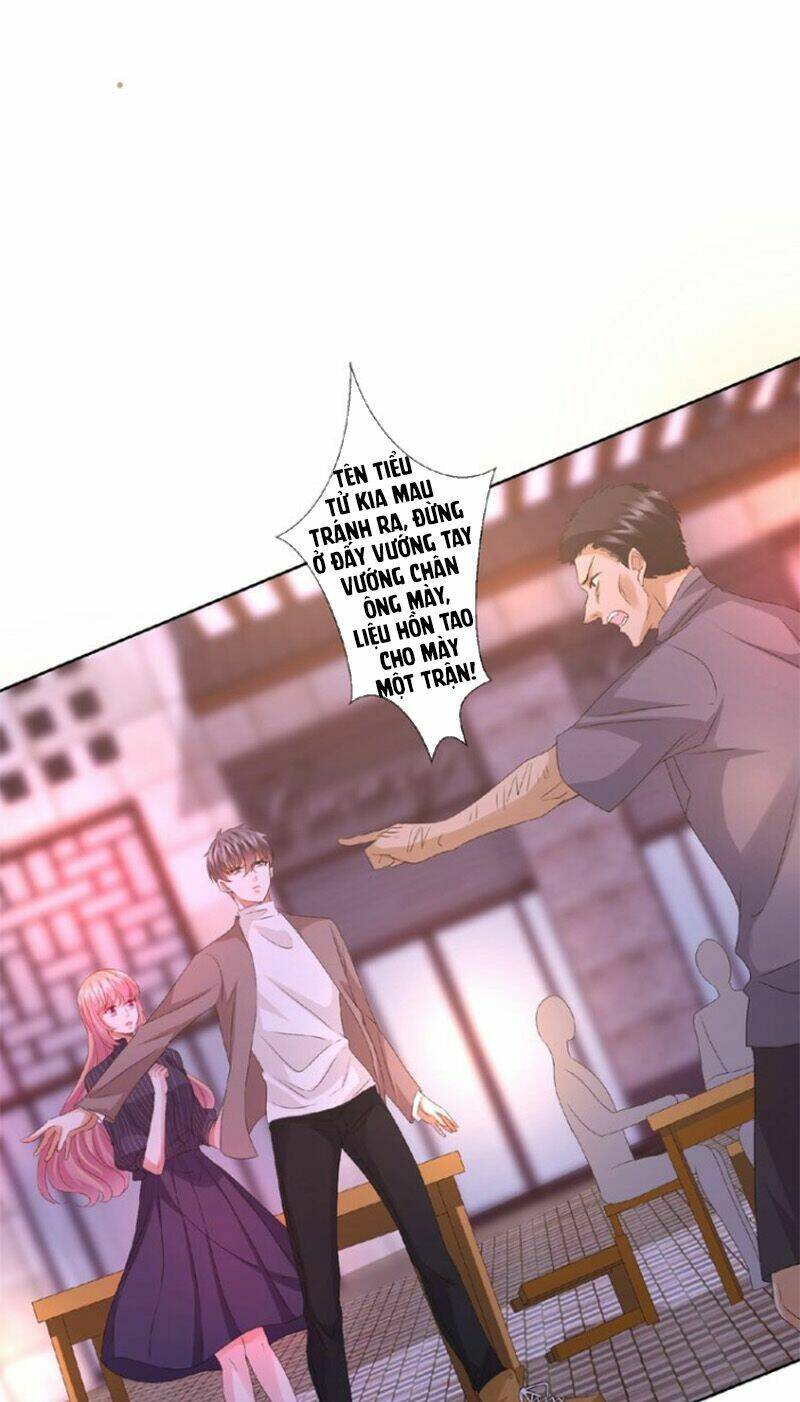 TÊN TIỂU
TỬ KIA MAU
TRÁNH RA, ĐỪNG
Ở ĐẤY VƯỚNG TAY
VƯỚNG CHÂN
ÔNG MÀY,
LIỆU HỒN TAO
CHO MÀY
MỘT TRẬN!